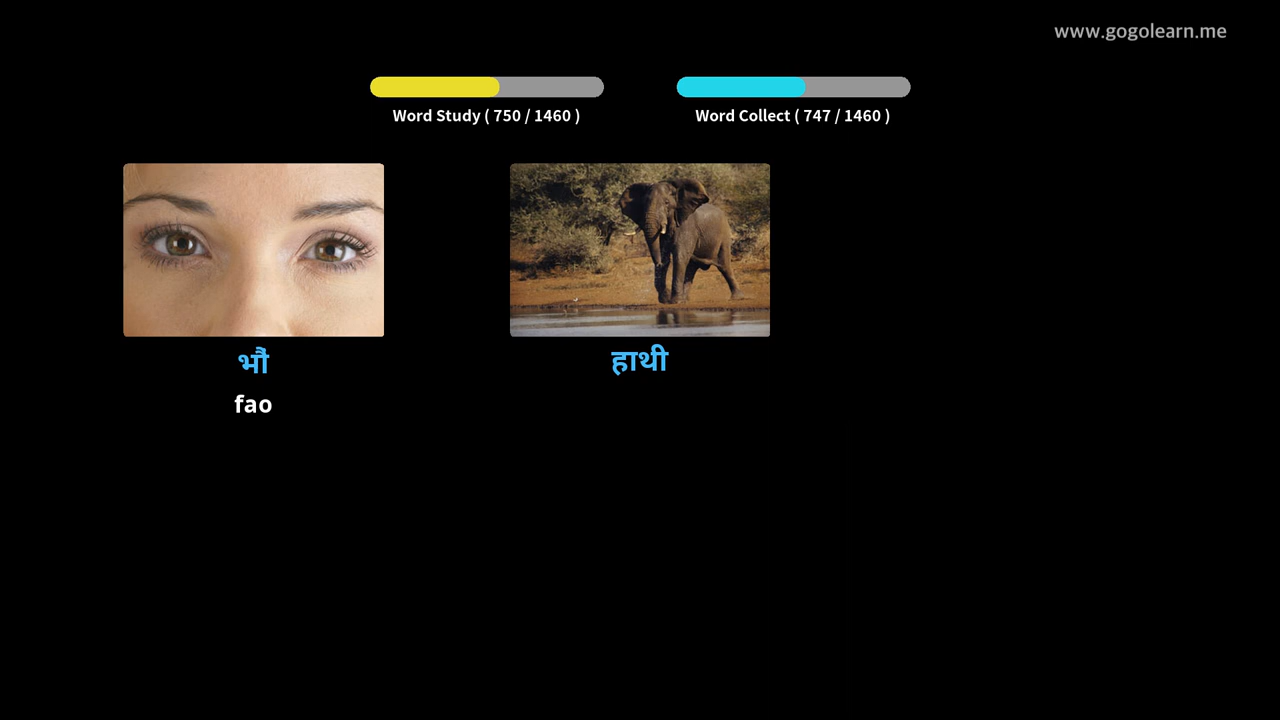 www.gogolearn.me
Word Study ( 750 / 1460 )
Word Collect ( 747 / 1460 )
भौं
हाथी
fao